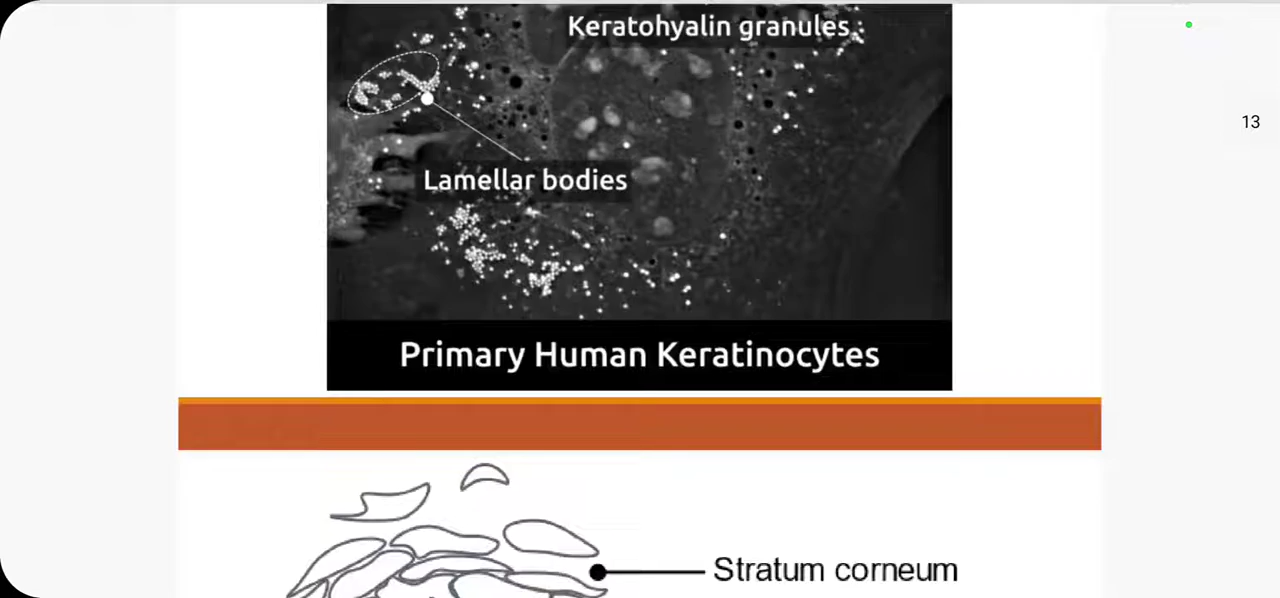 Keratohyalin granules
13
Lamellar bodies
Primary Human Keratinocytes
Stratum corneum